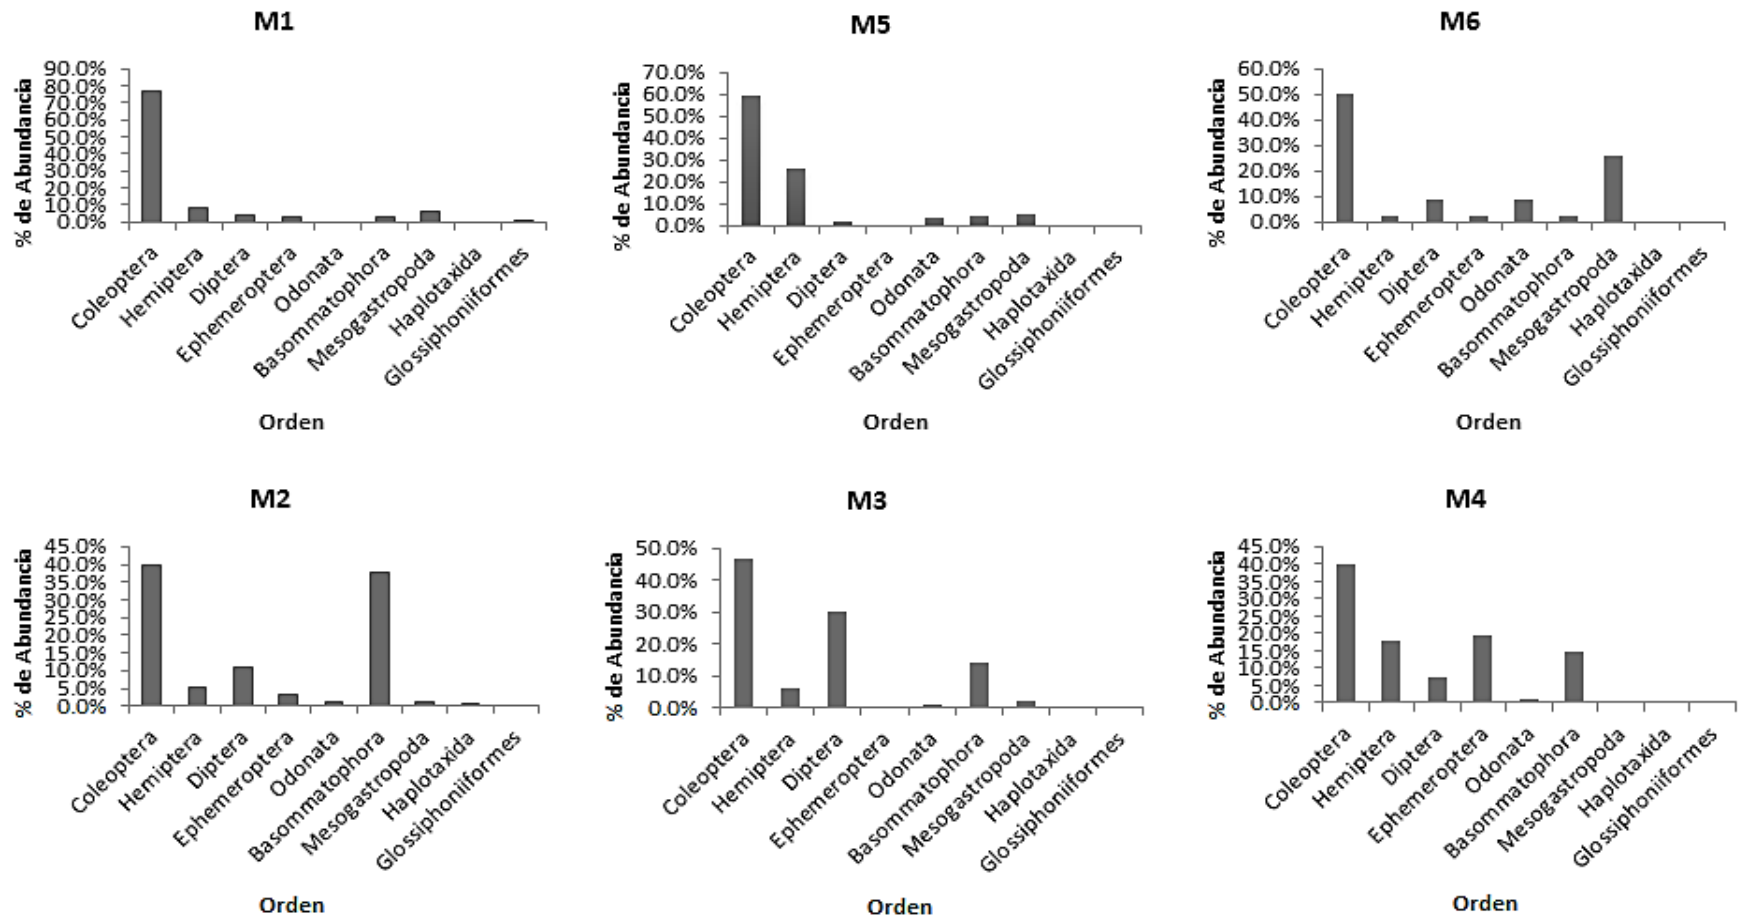 M1
% de Abundancia
90.0%
80.0%
70.0%
60.0%
50.0%
40.0%
30.0%
20.0%
10.0%
0.0%
Coleoptera
Hemiptera
Diptera
Ephemeroptera
Odonata
Basommatophora
Mesogastropoda
Haplotaxida
Glossiphoniiformes
Orden
M5
% de Abundancia
70.0%
60.0%
50.0%
40.0%
30.0%
20.0%
10.0%
0.0%
Coleoptera
Hemiptera
Diptera
Ephemeroptera
Odonata
Basommatophora
Mesogastropoda
Haplotaxida
Glossiphoniiformes
Orden
M6
% de Abundancia
60.0%
50.0%
40.0%
30.0%
20.0%
10.0%
0.0%
Coleoptera
Hemiptera
Diptera
Ephemeroptera
Odonata
Basommatophora
Mesogastropoda
Haplotaxida
Glossiphoniiformes
Orden
M2
% de Abundancia
45.0%
40.0%
35.0%
30.0%
25.0%
20.0%
15.0%
10.0%
5.0%
0.0%
Coleoptera
Hemiptera
Diptera
Ephemeroptera
Odonata
Basommatophora
Mesogastropoda
Haplotaxida
Glossiphoniiformes
Orden
M3
% de Abundancia
50.0%
40.0%
30.0%
20.0%
10.0%
0.0%
Coleoptera
Hemiptera
Diptera
Ephemeroptera
Odonata
Basommatophora
Mesogastropoda
Haplotaxida
Glossiphoniiformes
Orden
M4
% de Abundancia
45.0%
40.0%
35.0%
30.0%
25.0%
20.0%
15.0%
10.0%
5.0%
0.0%
Coleoptera
Hemiptera
Diptera
Ephemeroptera
Odonata
Basommatophora
Mesogastropoda
Haplotaxida
Glossiphoniiformes
Orden